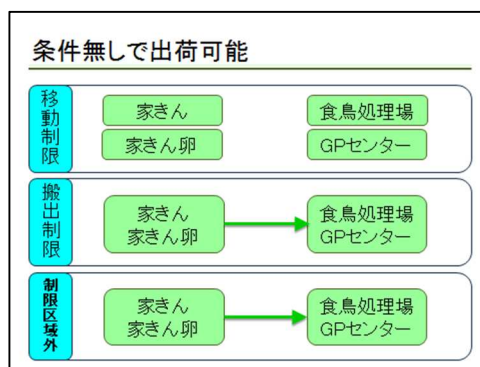 条件無しで出荷可能
移動制限
家きん
食鳥処理場
家きん卵
GPセンター
搬出制限
家きん
家きん卵
食鳥処理場
GPセンター
制限区域外
家きん
家きん卵
食鳥処理場
GPセンター